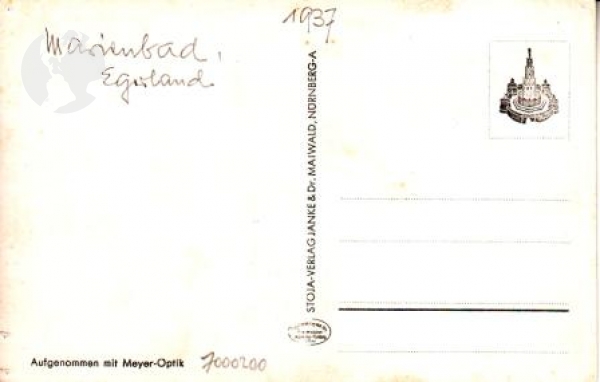 1937
Marienbad,
Egerland
STOJA-VERLAG JANKE & Dr. MAIWALD, NÜRNBERG-A
Aufgenommen mit Meyer-Optik
7000200